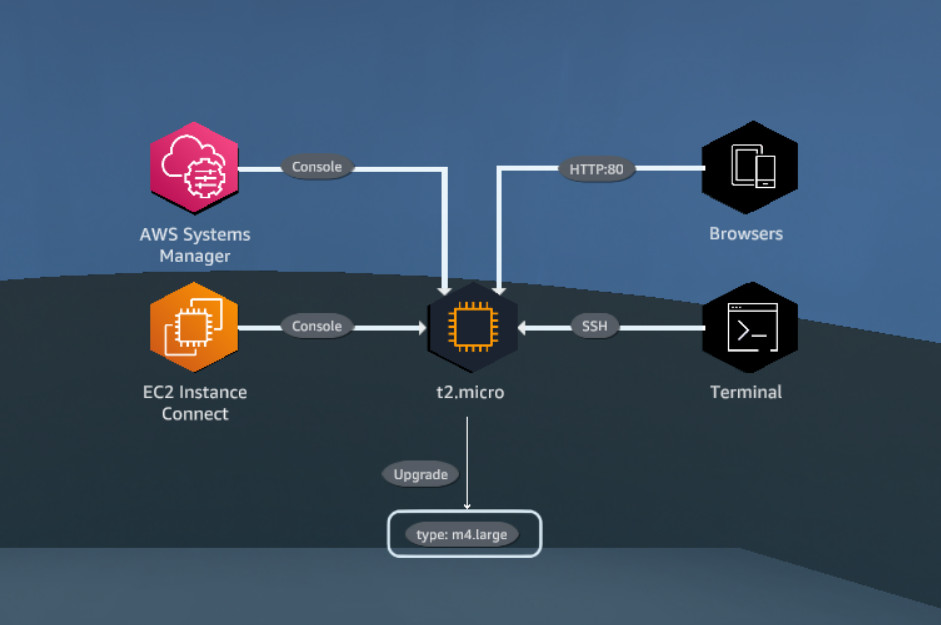 Console
HTTP:80
AWS Systems
Manager
Browsers
Console
SSH
EC2 Instance
Connect
t2.micro
Terminal
Upgrade
type: m4.large